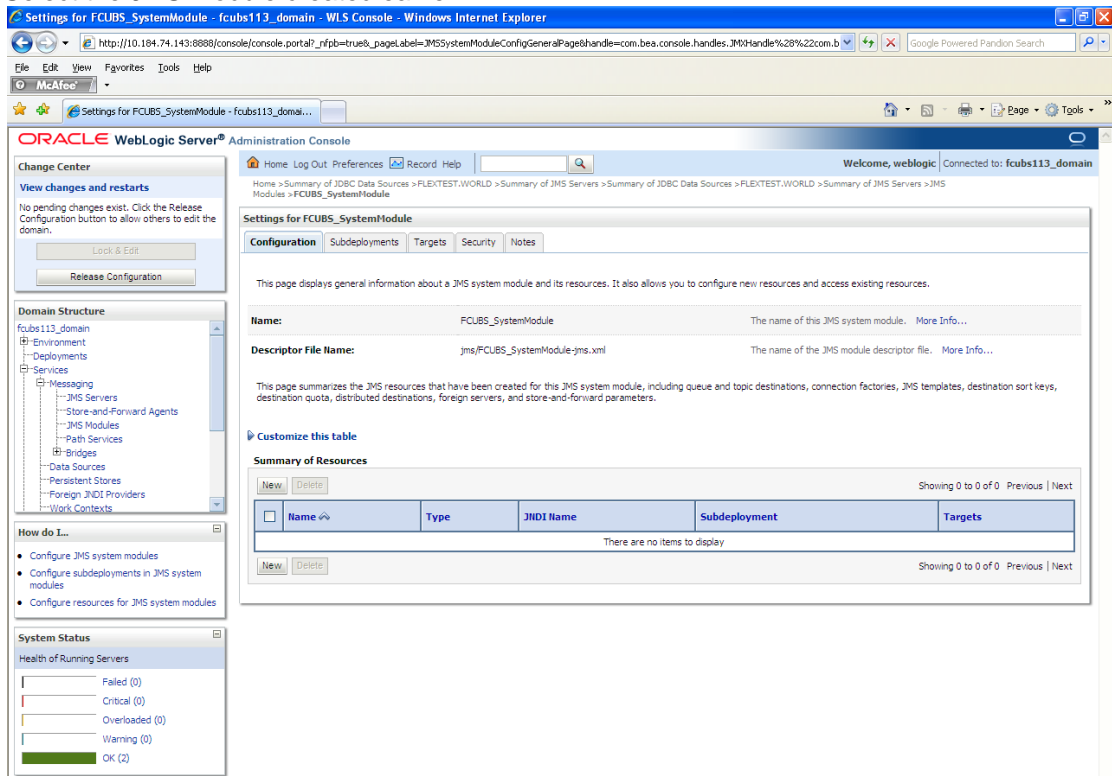 Settings for FCUBS_SystemModule - fcubs113_domain - WLS Console - Windows Internet Explorer
http://10.184.74.143:8888/console/console.portal?_nfpb=true&_pageLabel=JMSSystemModuleConfigGeneralPage&handle=com.bea.console.handles.JMXHandle%28%22com.b
Google Powered Pandion Search
File Edit View Favorites Tools Help
McAfee
Settings for FCUBS_SystemModule - fcubs113_domai...
Page Tools
ORACLE WebLogic Server® Administration Console
Change Center
View changes and restarts
No pending changes exist. Click the Release
Configuration button to allow others to edit the
domain.
Lock & Edit
Release Configuration
Domain Structure
fcubs113_domain
Environment
Deployments
Services
Messaging
JMS Servers
Store-and-Forward Agents
JMS Modules
Path Services
Bridges
Data Sources
Persistent Stores
Foreign JNDI Providers
Work Contexts
How do I...
Configure JMS system modules
Configure subdeployments in JMS system
modules
Configure resources for JMS system modules
System Status
Health of Running Servers
Failed (0)
Critical (0)
Overloaded (0)
Warning (0)
OK (2)
Home Log Out Preferences Record Help
Welcome, weblogic Connected to: fcubs113_domain
Home >Summary of JDBC Data Sources >FLEXTEST.WORLD >Summary of JMS Servers >Summary of JDBC Data Sources >FLEXTEST.WORLD >Summary of JMS Servers >JMS
Modules >FCUBS_SystemModule
Settings for FCUBS_SystemModule
Configuration Subdeployments Targets Security Notes
This page displays general information about a JMS system module and its resources. It also allows you to configure new resources and access existing resources.
Name: FCUBS_SystemModule The name of this JMS system module. More Info...
Descriptor File Name: jms/FCUBS_SystemModule-jms.xml The name of the JMS module descriptor file. More Info...
This page summarizes the JMS resources that have been created for this JMS system module, including queue and topic destinations, connection factories, JMS templates, destination sort keys,
destination quota, distributed destinations, foreign servers, and store-and-forward parameters.
Customize this table
Summary of Resources
New Delete Showing 0 to 0 of 0 Previous | Next
Name Type JNDI Name Subdeployment Targets
There are no items to display
New Delete Showing 0 to 0 of 0 Previous | Next